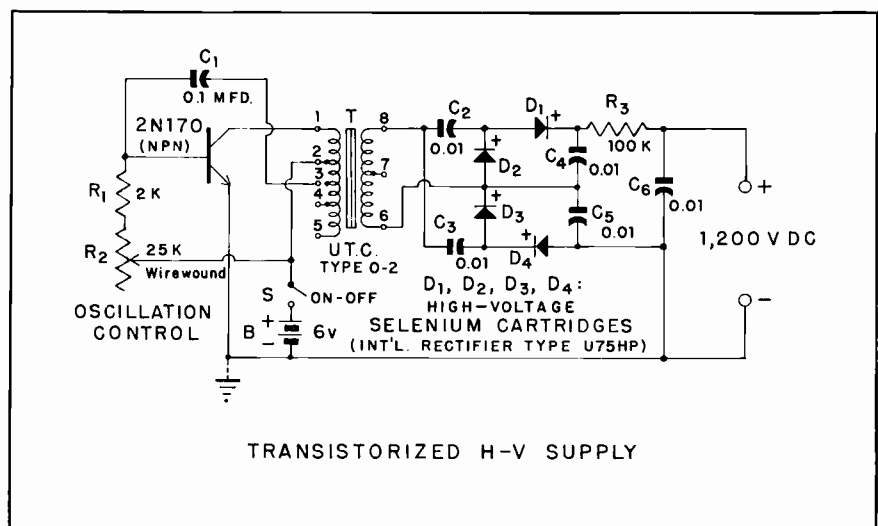 C1
0.1 MFD.
2N170
(NPN)
R1
2K
R2
25K
Wirewound
OSCILLATION
CONTROL
1
2
3
4
5
T
8
7
6
U.T.C.
TYPE O-2
S
ON-OFF
+
B
6v
-
C2
0.01
D1
+
R3
100 K
+
D2
C4
0.01
C6
0.01
+
D3
C3
0.01
+
D4
C5
0.01
+
1,200 V DC
-
D1, D2, D3, D4:
HIGH-VOLTAGE
SELENIUM CARTRIDGES
(INT'L. RECTIFIER TYPE U75HP)
TRANSISTORIZED H-V SUPPLY